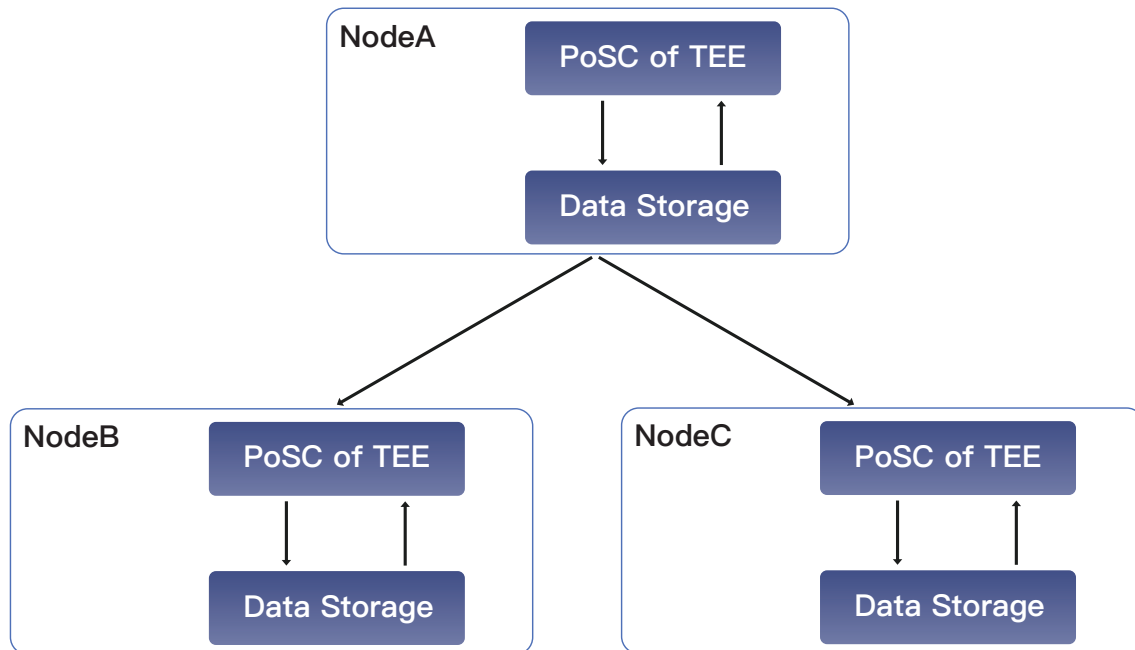 NodeA
PoSC of TEE
Data Storage
NodeB
PoSC of TEE
Data Storage
NodeC
PoSC of TEE
Data Storage